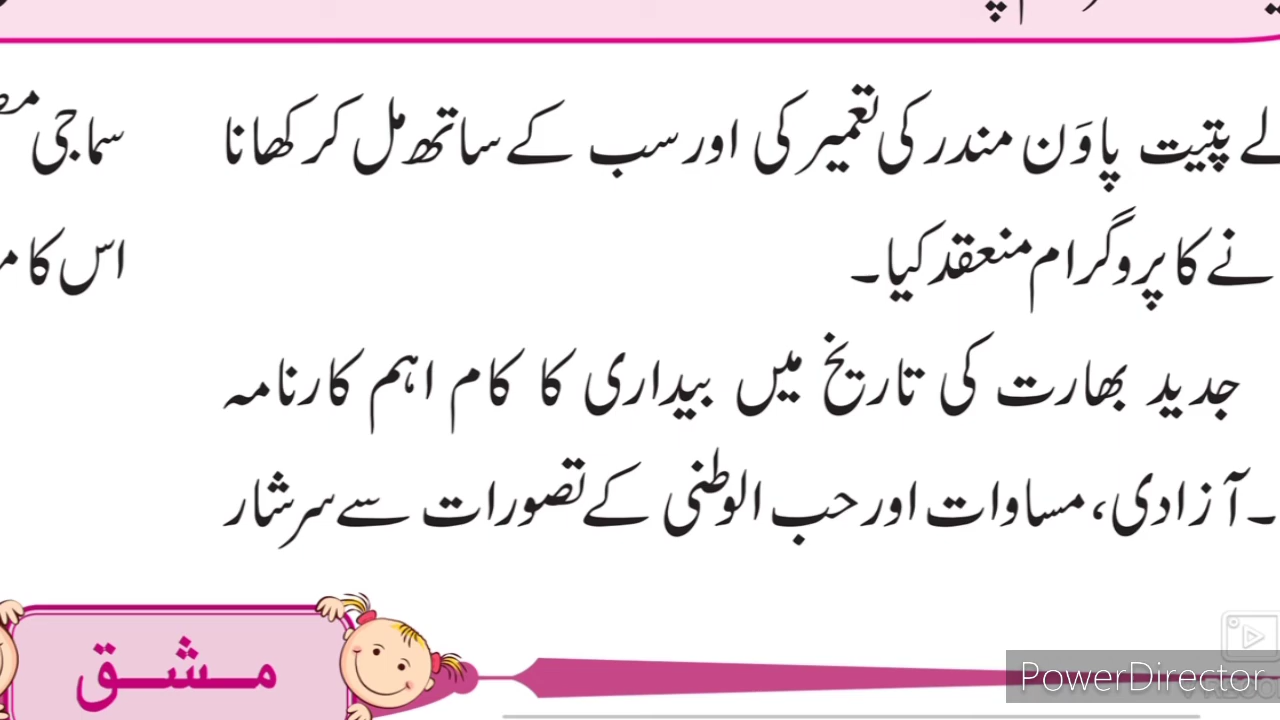 لے پتیت پاوَن مندر کی تعمیر کی اور سب کے ساتھ مل کر کھانا
نے کا پروگرام منعقد کیا۔
جدید بھارت کی تاریخ میں بیداری کا کام اہم کارنامہ
۔ آزادی، مساوات اور حب الوطنی کے تصورات سے سرشار
سماجی
اس کا
مشق
PowerDirector